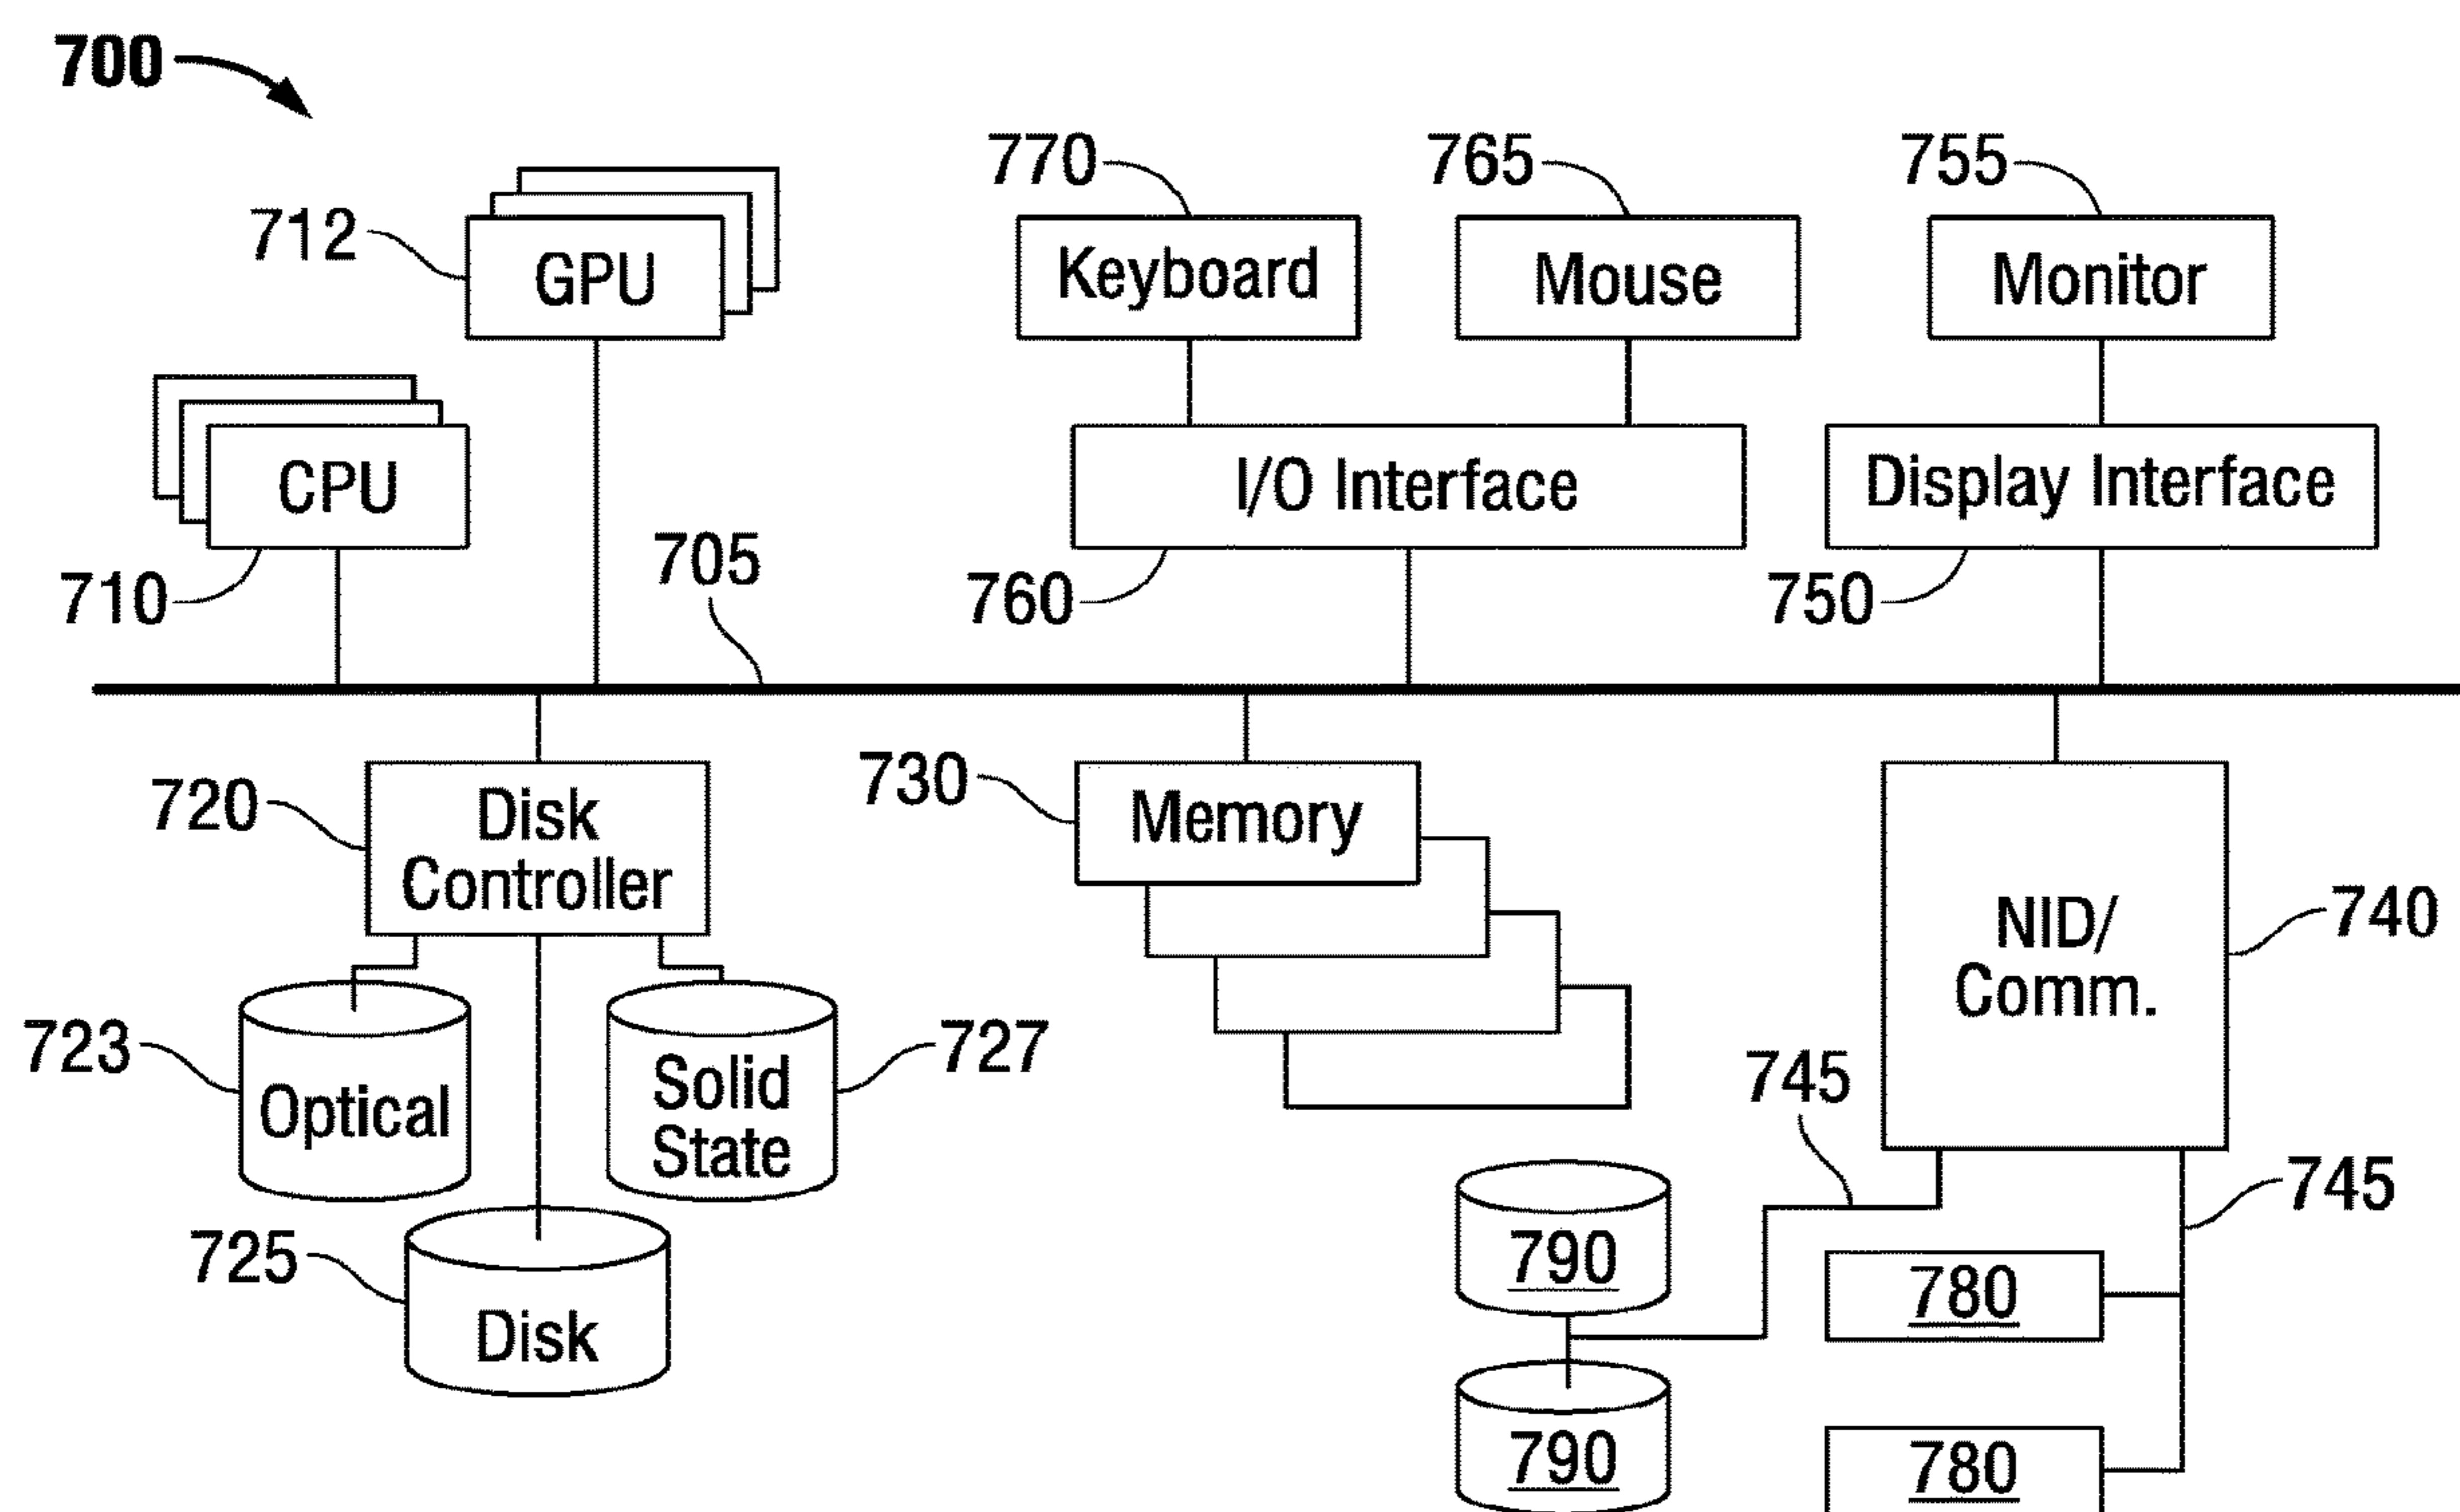 700
770
765
755
712
GPU
Keyboard
Mouse
Monitor
CPU
I/O Interface
Display Interface
710
705
760
750
720
Disk
Controller
730
Memory
NID/
Comm.
740
723
Optical
Solid
State
727
745
745
725
Disk
790
780
790
780